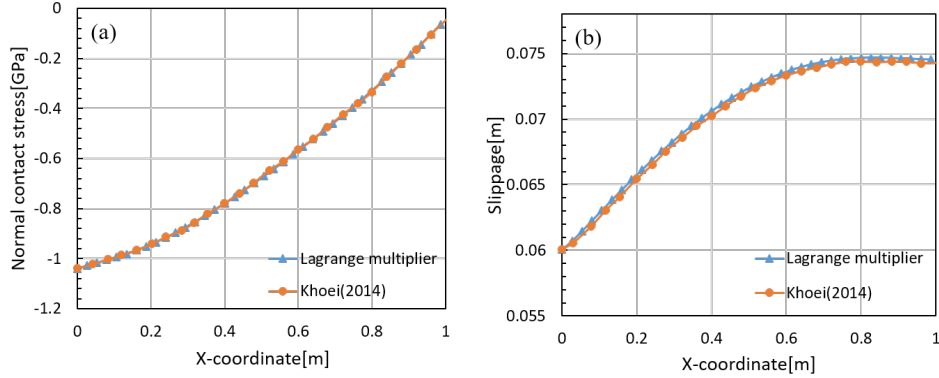 (a)
Normal contact stress[GPa]
0
-0.2
-0.4
-0.6
-0.8
-1
-1.2
0 0.2 0.4 0.6 0.8 1
X-coordinate[m]
Lagrange multiplier
Khoei(2014)
(b)
Slippage[m]
0.075
0.07
0.065
0.06
0.055
0 0.2 0.4 0.6 0.8 1
X-coordinate[m]
Lagrange multiplier
Khoei(2014)